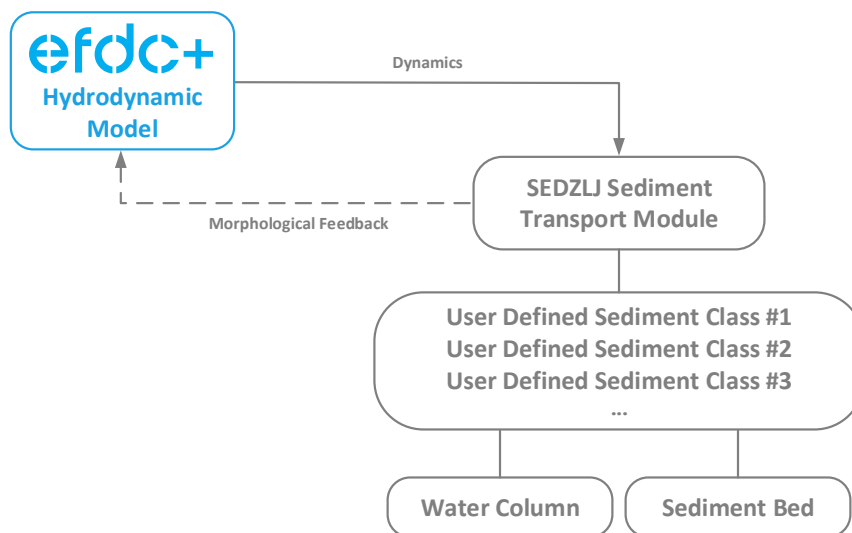 efdc+
Hydrodynamic
Model
Dynamics
SEDZLJ Sediment
Transport Module
Morphological Feedback
User Defined Sediment Class #1
User Defined Sediment Class #2
User Defined Sediment Class #3
...
Water Column
Sediment Bed